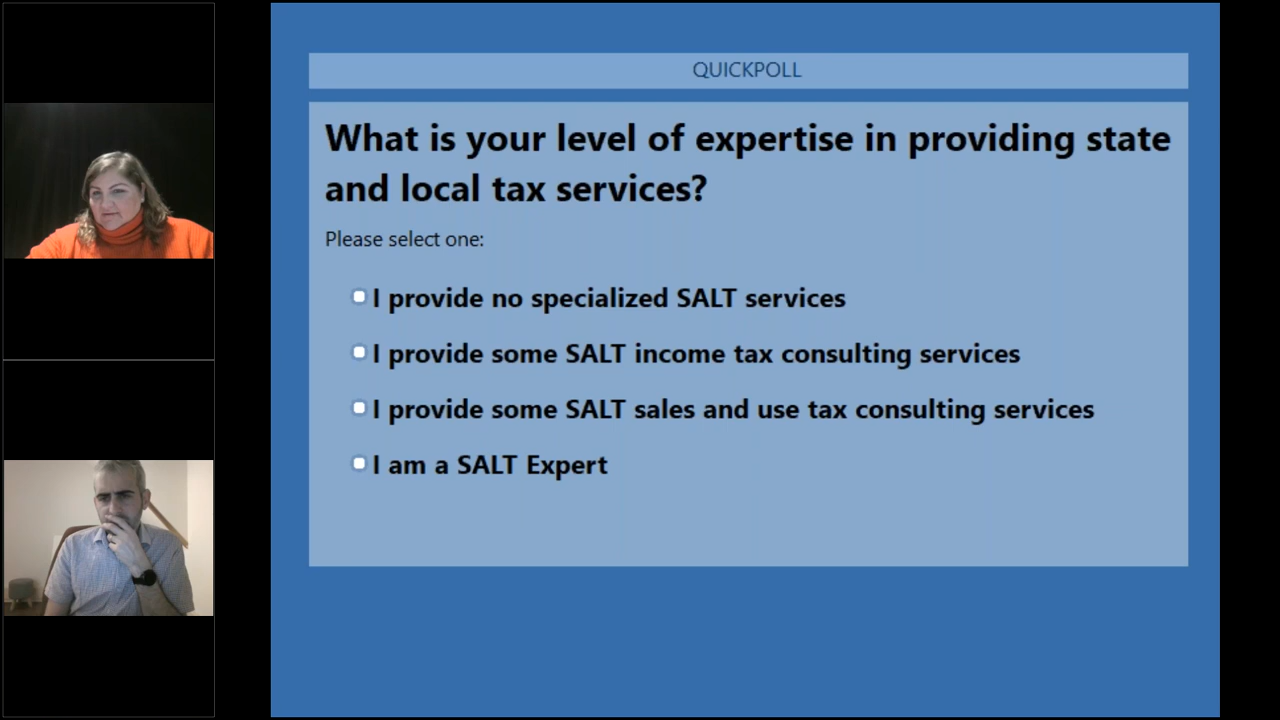 QUICKPOLL
What is your level of expertise in providing state
and local tax services?
Please select one:
I provide no specialized SALT services
I provide some SALT income tax consulting services
I provide some SALT sales and use tax consulting services
I am a SALT Expert